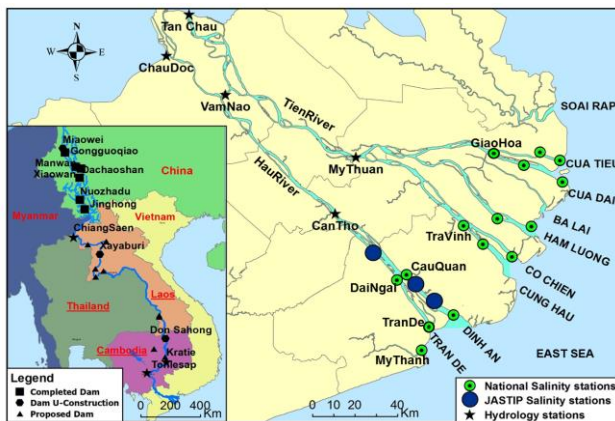 N
W
E
S
Tan Chau
ChauDoc
VamNao
TienRiver
HauRiver
MyThuan
CanTho
GiaoHoa
SOAI RAP
CUA TIEU
CUA DAI
BA LAI
HAM LUONG
TraVinh
CO CHIEN
CUNG HAU
CauQuan
DaiNgai
TranDe
DINH AN
TRAN DE
MyThanh
EAST SEA
Miaowei
Gongguoqiao
Manwan
Dachaoshan
Xiaowan
China
Nuozhadu
Jinghong
Myanmar
Vietnam
ChiangSaen
Xayaburi
Laos
Thailand
Don Sahong
Cambodia
Kratie
Tonlesap
Legend
Completed Dam
Dam U-Construction
Proposed Dam
0 200
Km
0 10 20 40
Km
National Salinity stations
JASTIP Salinity stations
Hydrology stations